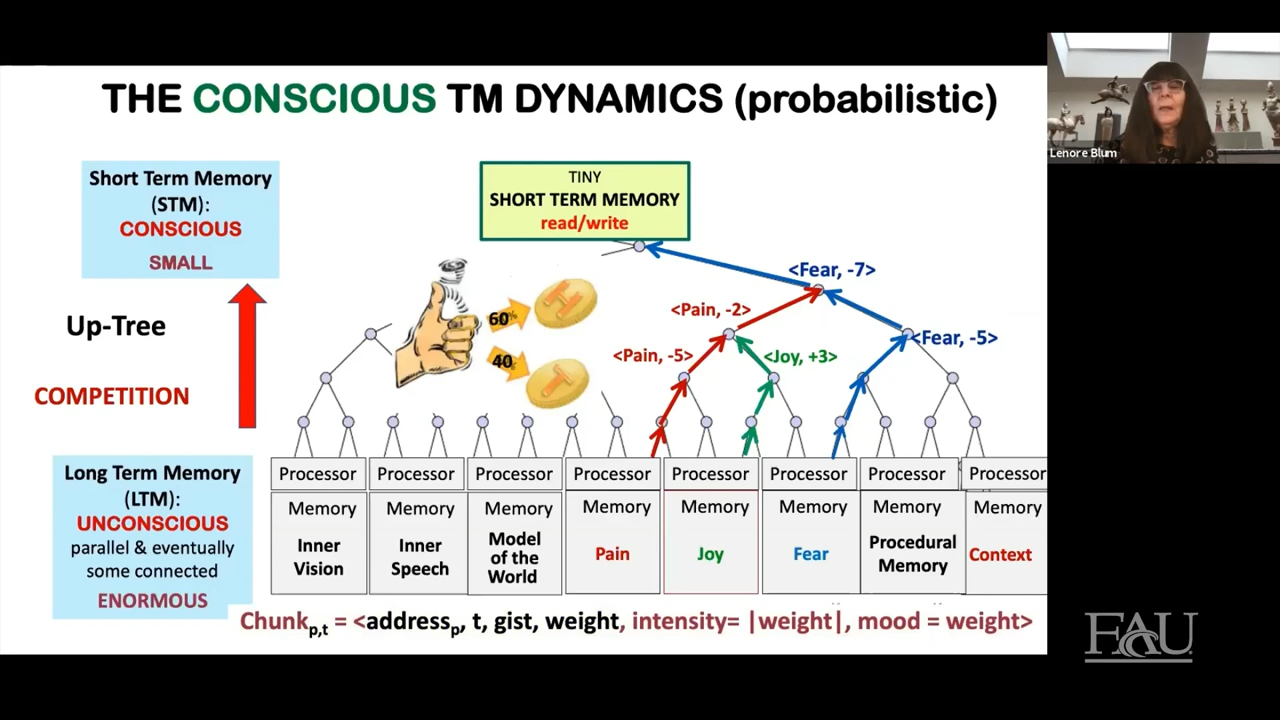 THE CONSCIOUS TM DYNAMICS (probabilistic)
Lenore Blum
Short Term Memory
(STM):
CONSCIOUS
SMALL
TINY
SHORT TERM MEMORY
read/write
<Fear, -7>
<Pain, -2>
Up-Tree
60%
<Fear, -5>
<Pain, -5>
<Joy, +3>
40%
H
T
COMPETITION
Long Term Memory
(LTM):
UNCONSCIOUS
parallel & eventually
some connected
ENORMOUS
Processor Processor Processor Processor Processor Processor Processor Processor
Memory Memory Memory Memory Memory Memory Memory Memory
Inner
Vision
Inner
Speech
Model
of the
World
Pain
Joy
Fear
Procedural
Memory
Context
Chunkp,t = <addressp, t, gist, weight, intensity= |weight|, mood = weight>
FAU